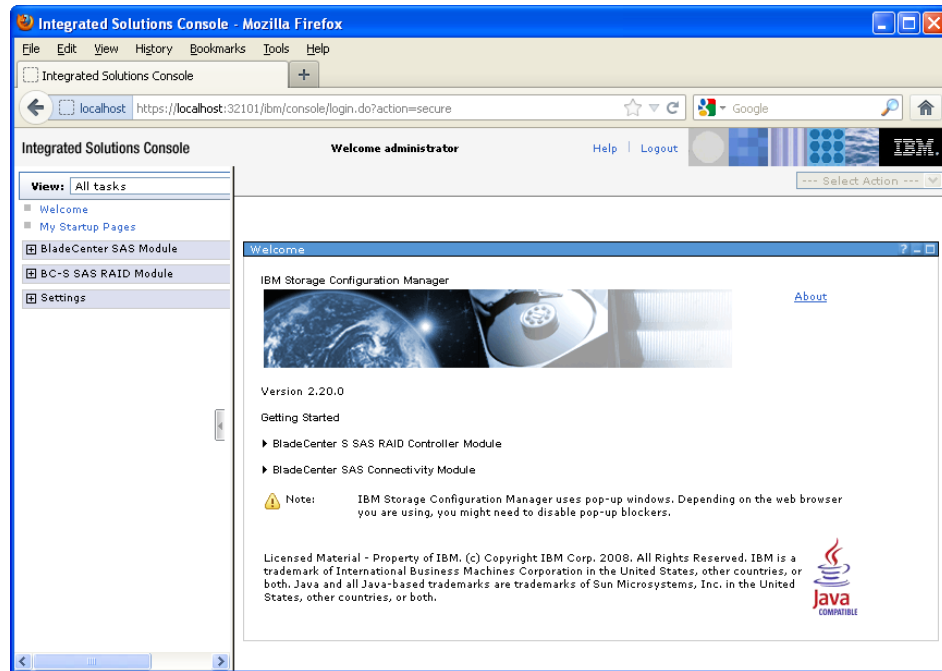 Integrated Solutions Console - Mozilla Firefox
File Edit View History Bookmarks Tools Help
Integrated Solutions Console
localhost https://localhost:32101/ibm/console/login.do?action=secure Google
Integrated Solutions Console Welcome administrator Help Logout IBM.
View: All tasks --- Select Action ---
Welcome
My Startup Pages
BladeCenter SAS Module
BC-S SAS RAID Module
Settings
Welcome
IBM Storage Configuration Manager
About
Version 2.20.0
Getting Started
BladeCenter S SAS RAID Controller Module
BladeCenter SAS Connectivity Module
Note: IBM Storage Configuration Manager uses pop-up windows. Depending on the web browser
you are using, you might need to disable pop-up blockers.
Licensed Material - Property of IBM. (c) Copyright IBM Corp. 2008. All Rights Reserved. IBM is a
trademark of International Business Machines Corporation in the United States, other countries, or
both. Java and all Java-based trademarks are trademarks of Sun Microsystems, Inc. in the United
States, other countries, or both.
Java
COMPATIBLE